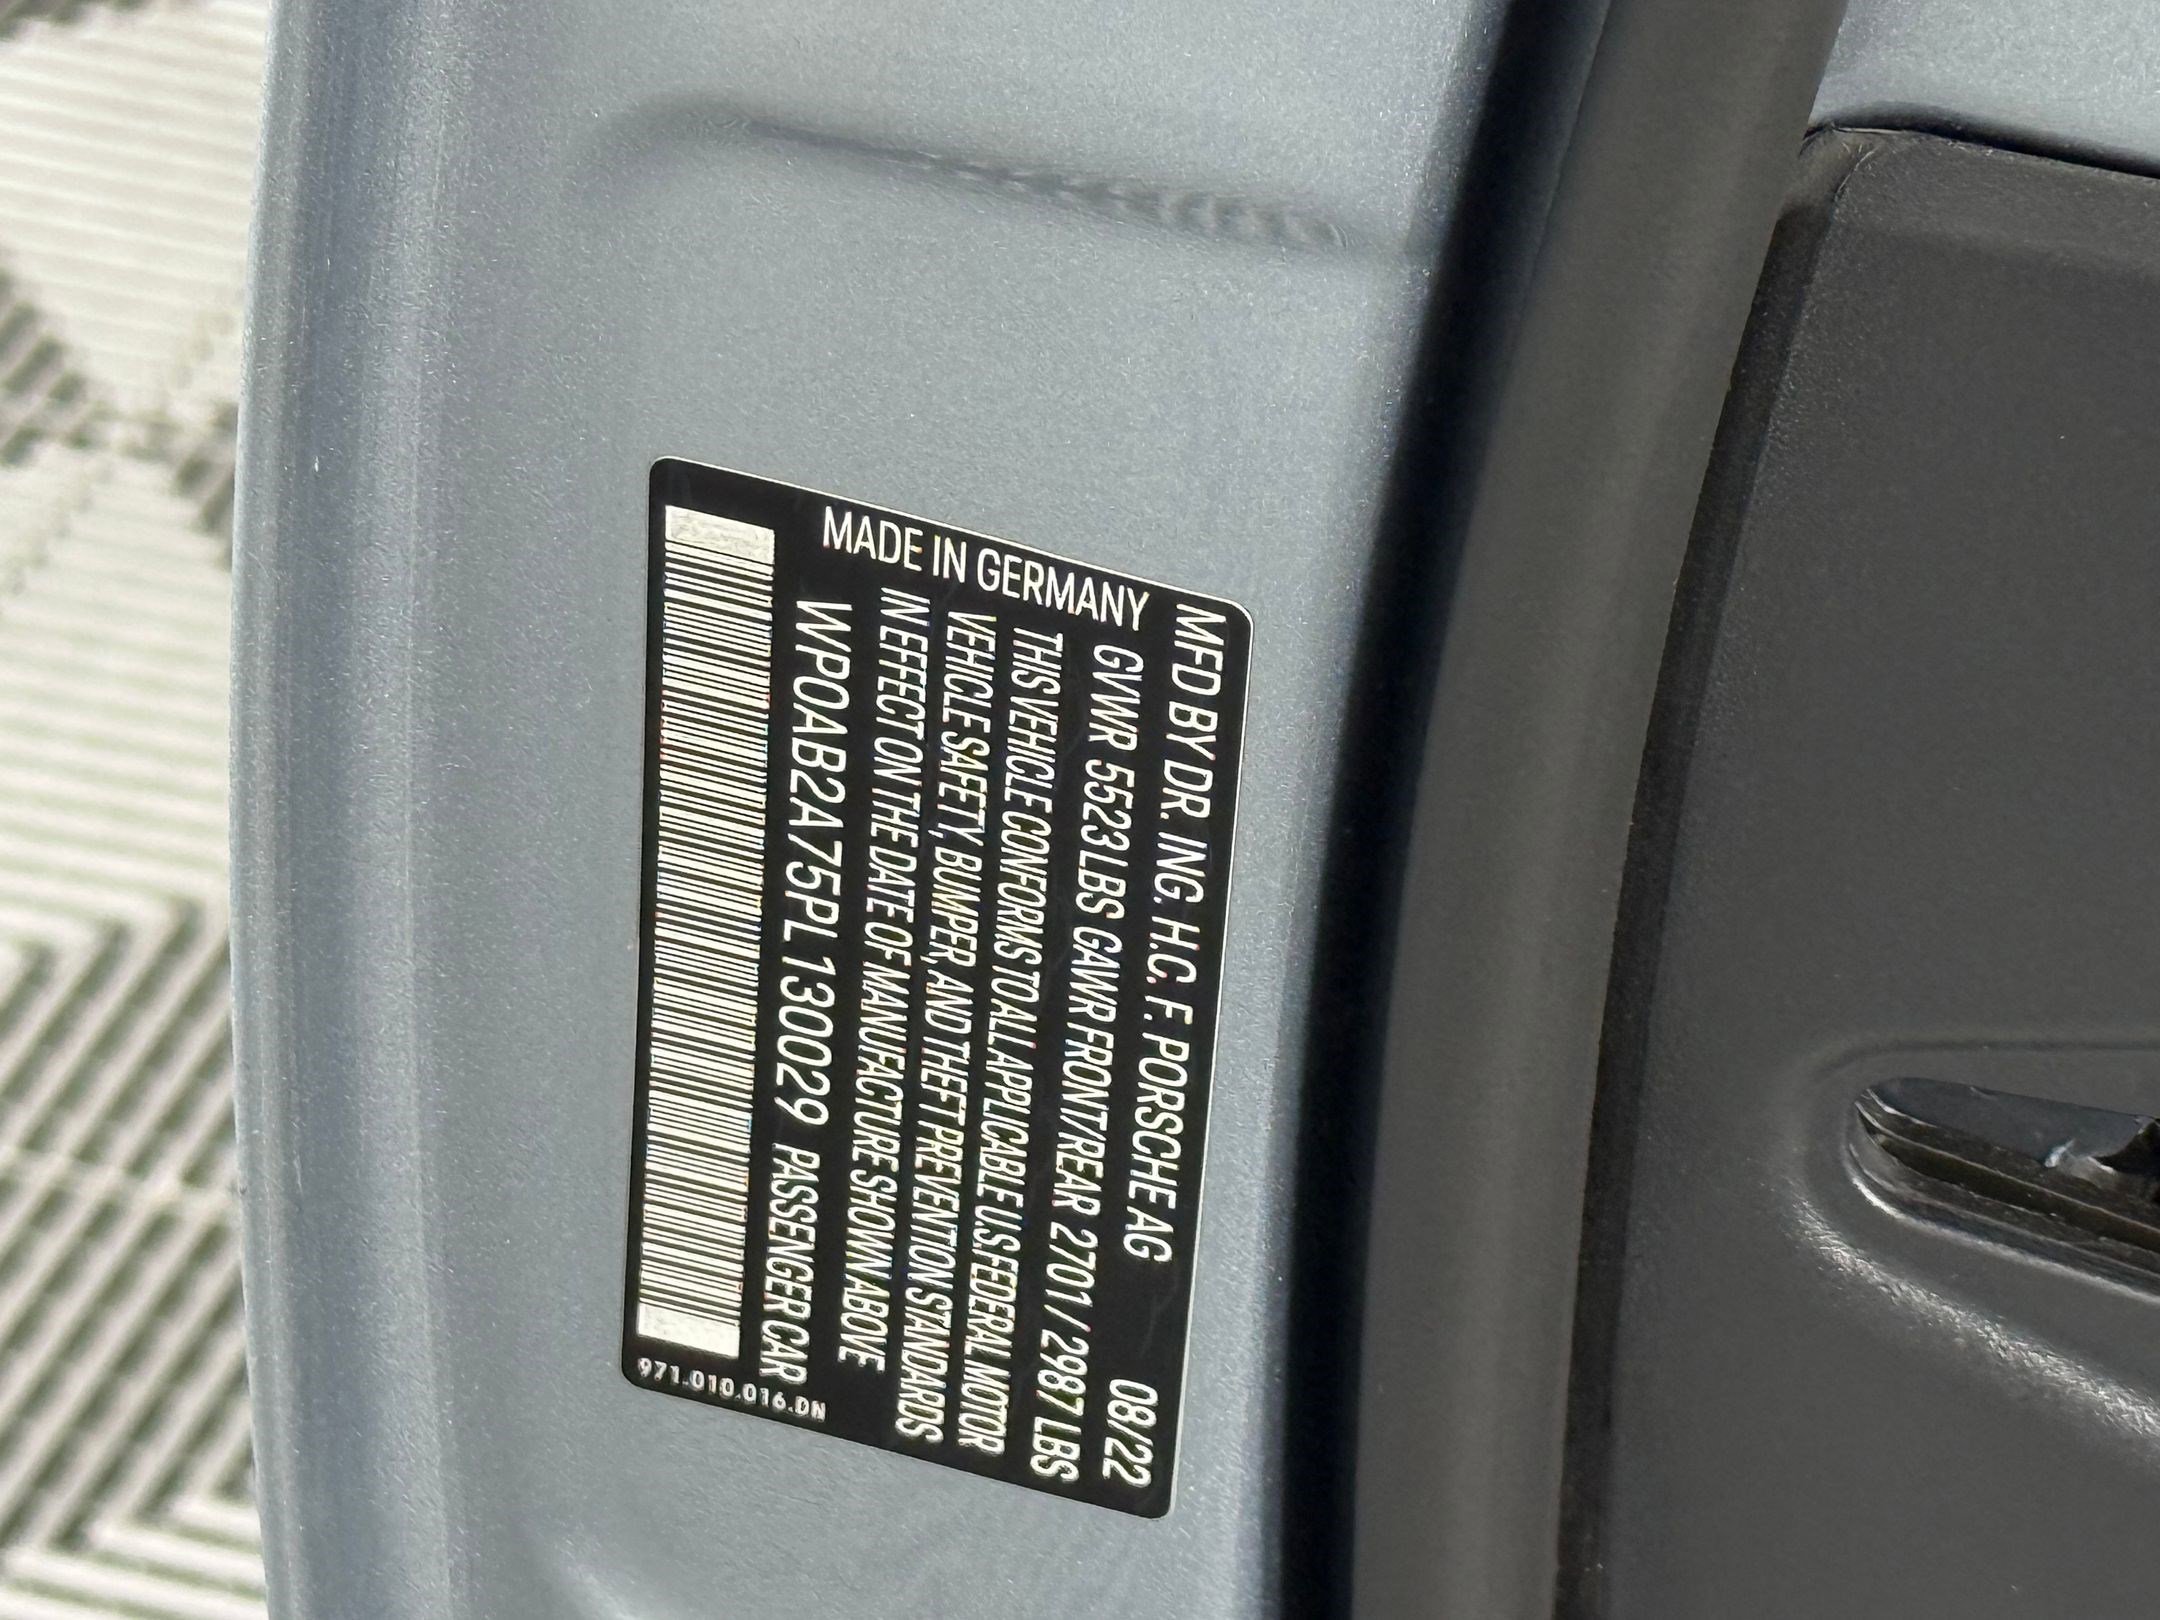 MFD BY DR. ING. H.C. F. PORSCHE AG 08/22
GVWR 5523 LBS GAWR FRONT/REAR 2701 / 2987 LBS
THIS VEHICLE CONFORMS TO ALL APPLICABLE U.S. FEDERAL MOTOR
VEHICLE SAFETY, BUMPER, AND THEFT PREVENTION STANDARDS
IN EFFECT ON THE DATE OF MANUFACTURE SHOWN ABOVE
WP0AB2A75PL130029 PASSENGER CAR
MADE IN GERMANY
971.010.016.DN